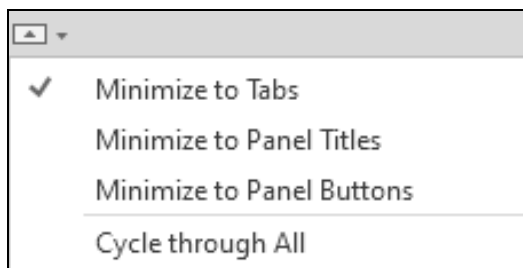 Minimize to Tabs
Minimize to Panel Titles
Minimize to Panel Buttons
Cycle through All